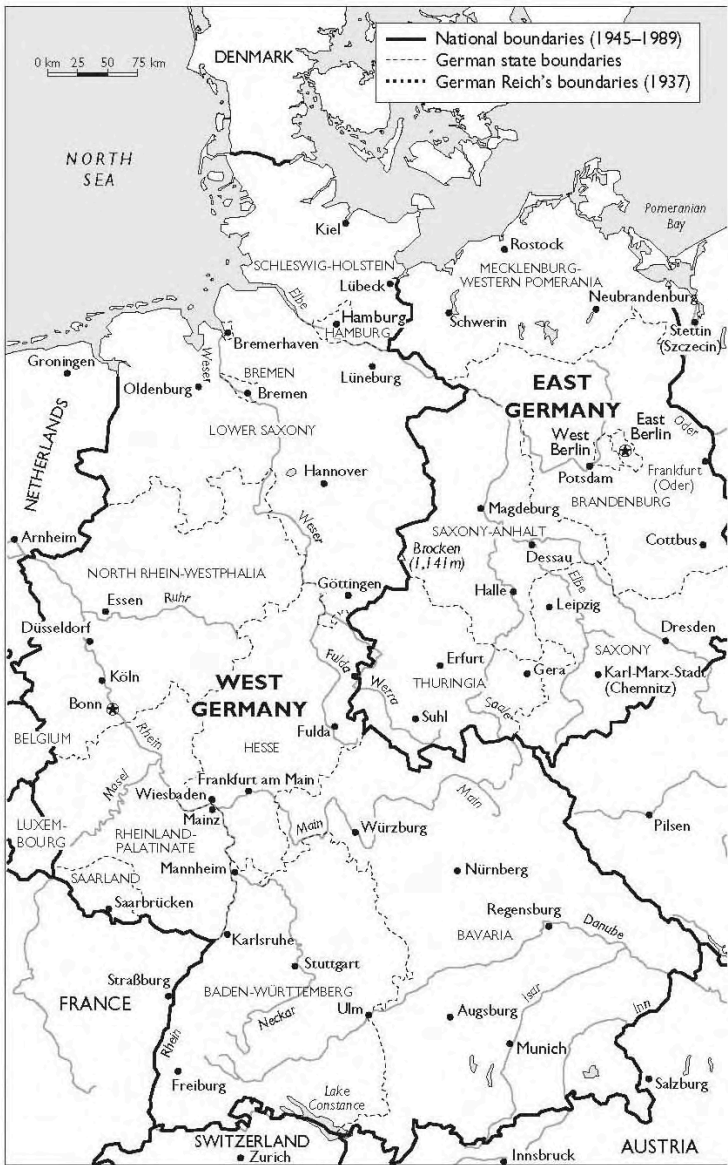 DENMARK
National boundaries (1945–1989)
German state boundaries
German Reich's boundaries (1937)
0 km 25 50 75 km
NORTH
SEA
Pomeranian
Bay
Kiel
Rostock
SCHLESWIG-HOLSTEIN
MECKLENBURG-
WESTERN POMERANIA
Lübeck
Elbe
Neubrandenburg
Hamburg
HAMBURG
Schwerin
Stettin
(Szczecin)
Bremerhaven
Groningen
Weser
BREMEN
Lüneburg
Oldenburg
Bremen
EAST
GERMANY
East
Berlin
Oder
LOWER SAXONY
West
Berlin
NETHERLANDS
Frankfurt
(Oder)
Hannover
Potsdam
BRANDENBURG
Magdeburg
Weser
SAXONY-ANHALT
Arnheim
Brocken
(1,141m)
Dessau
Cottbus
NORTH RHEIN-WESTPHALIA
Göttingen
Elbe
Halle
Essen
Ruhr
Leipzig
Düsseldorf
Dresden
Fulda
SAXONY
Köln
WEST
GERMANY
Werra
Erfurt
THURINGIA
Gera
Karl-Marx-Stadt
(Chemnitz)
Bonn
Saale
Suhl
BELGIUM
Rhein
Fulda
HESSE
Mosel
Frankfurt am Main
Wiesbaden
Main
Mainz
LUXEM-
BOURG
RHEINLAND-
PALATINATE
Main
Würzburg
Pilsen
Mannheim
Nürnberg
SAARLAND
Saarbrücken
Regensburg
Danube
Karlsruhe
BAVARIA
Stuttgart
Straßburg
BADEN-WÜRTTEMBERG
FRANCE
Isar
Inn
Neckar
Ulm
Augsburg
Rhein
Munich
Freiburg
Salzburg
Lake
Constance
SWITZERLAND
AUSTRIA
Zurich
Innsbruck